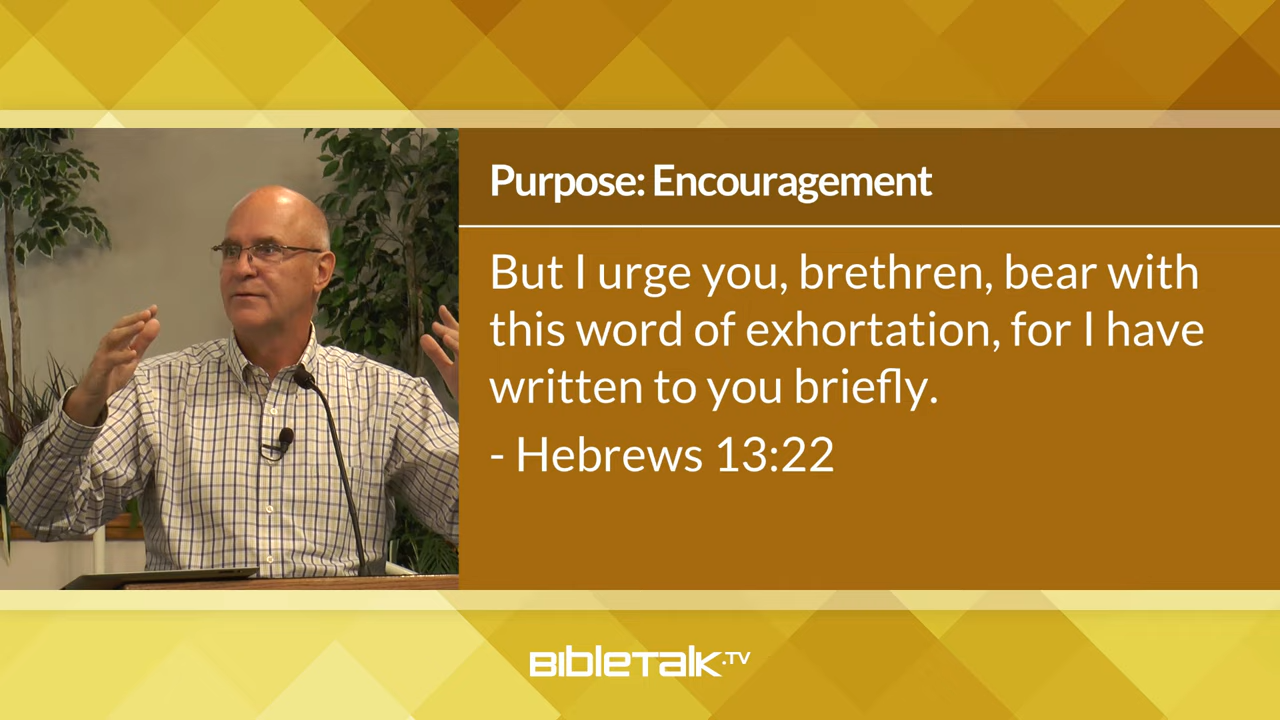 Purpose: Encouragement
But I urge you, brethren, bear with
this word of exhortation, for I have
written to you briefly.
- Hebrews 13:22
BIBLETALK.TV